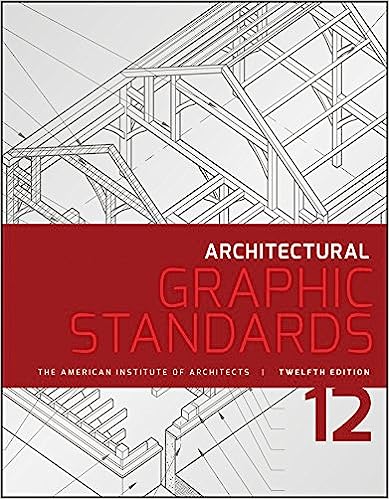 ARCHITECTURAL
GRAPHIC
STANDARDS
THE AMERICAN INSTITUTE OF ARCHITECTS | TWELFTH EDITION
12